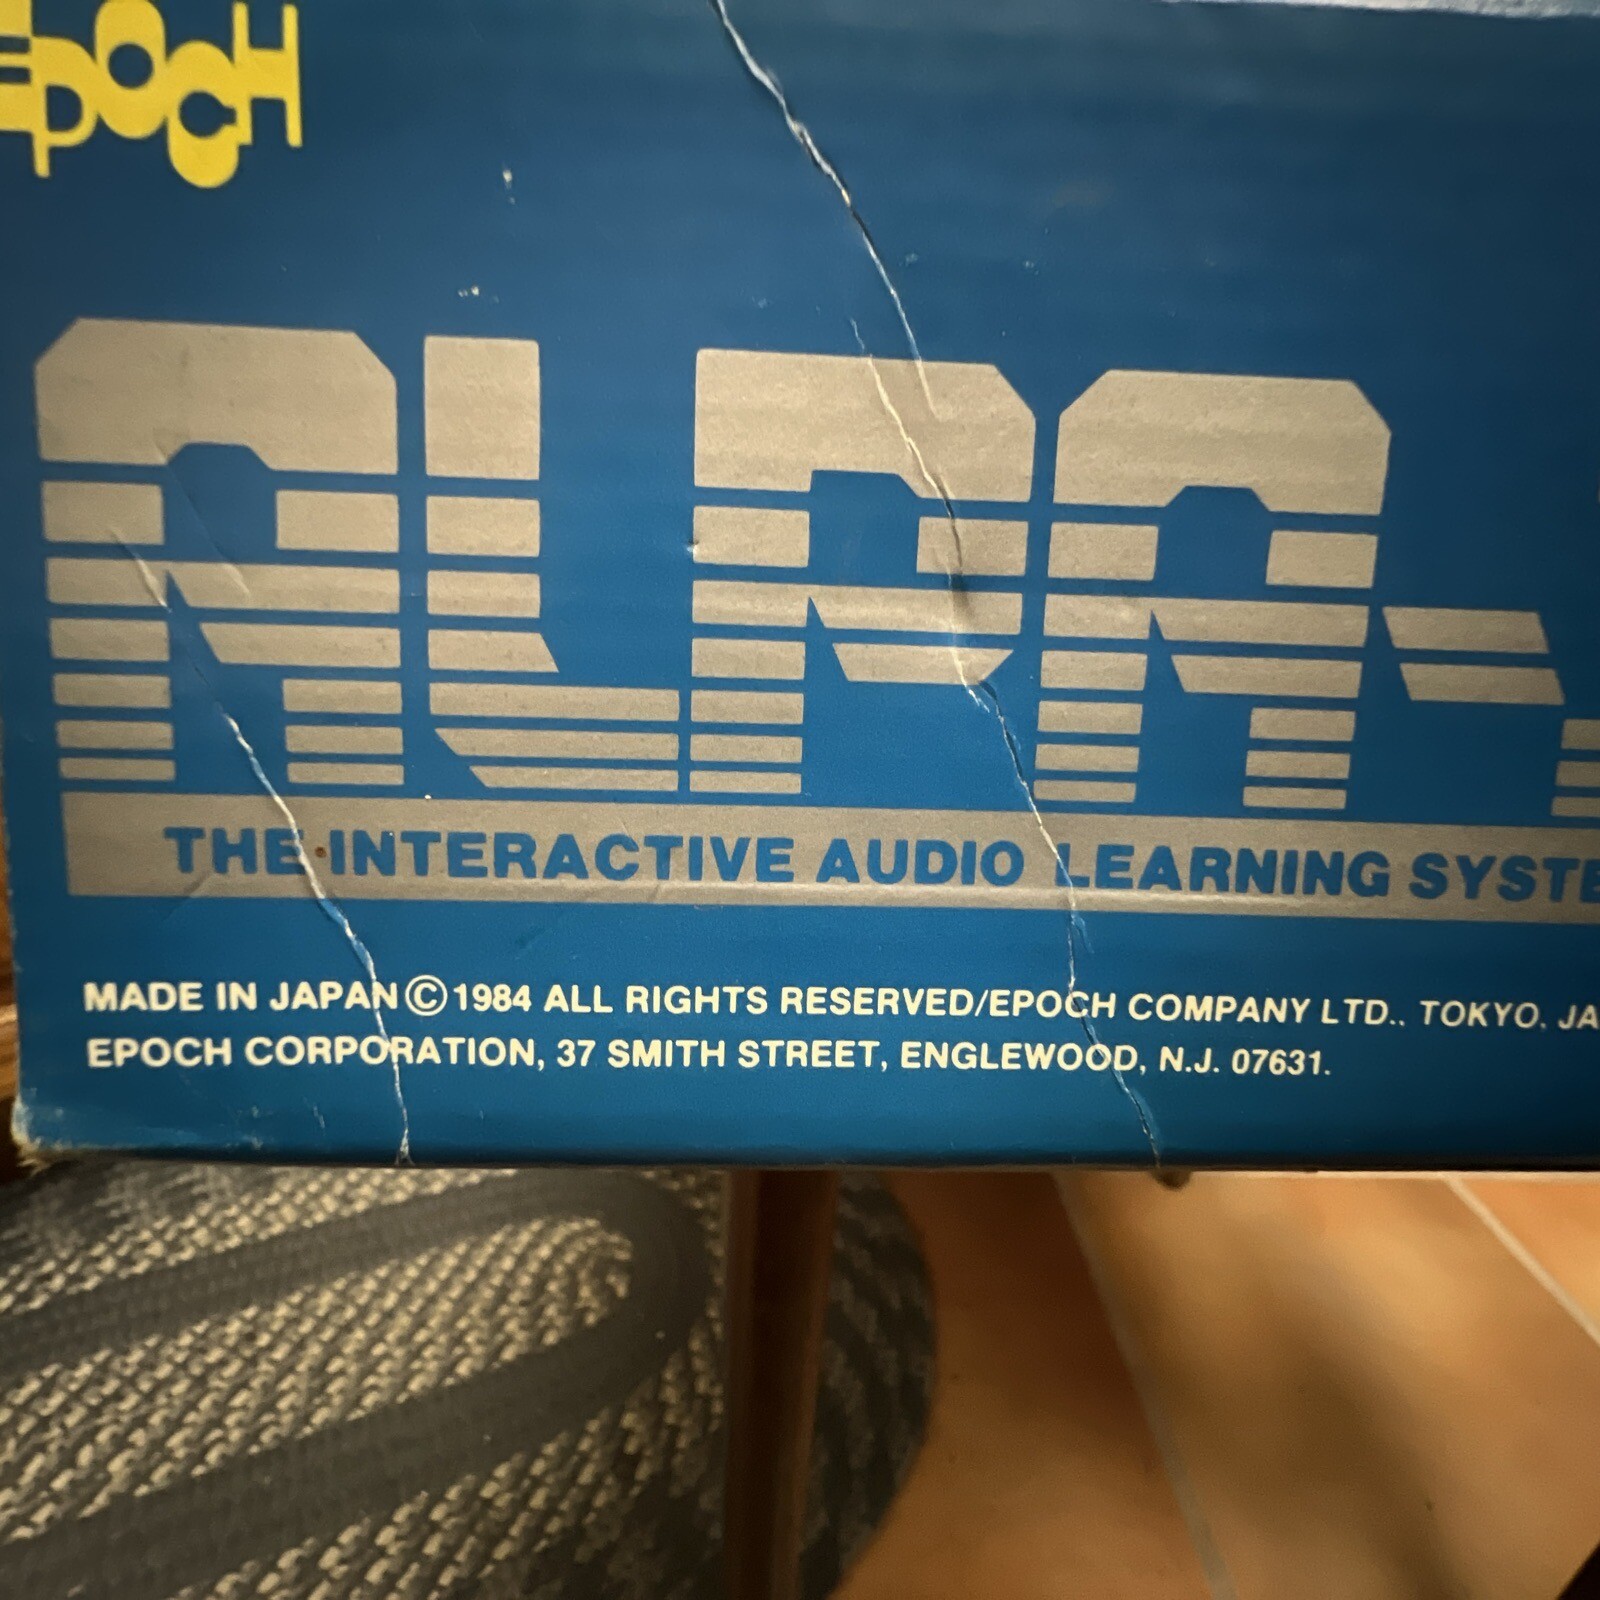 EPOCH
ALPA-
THE INTERACTIVE AUDIO LEARNING SYSTE
MADE IN JAPAN © 1984 ALL RIGHTS RESERVED/EPOCH COMPANY LTD.. TOKYO. JA
EPOCH CORPORATION, 37 SMITH STREET, ENGLEWOOD, N.J. 07631.